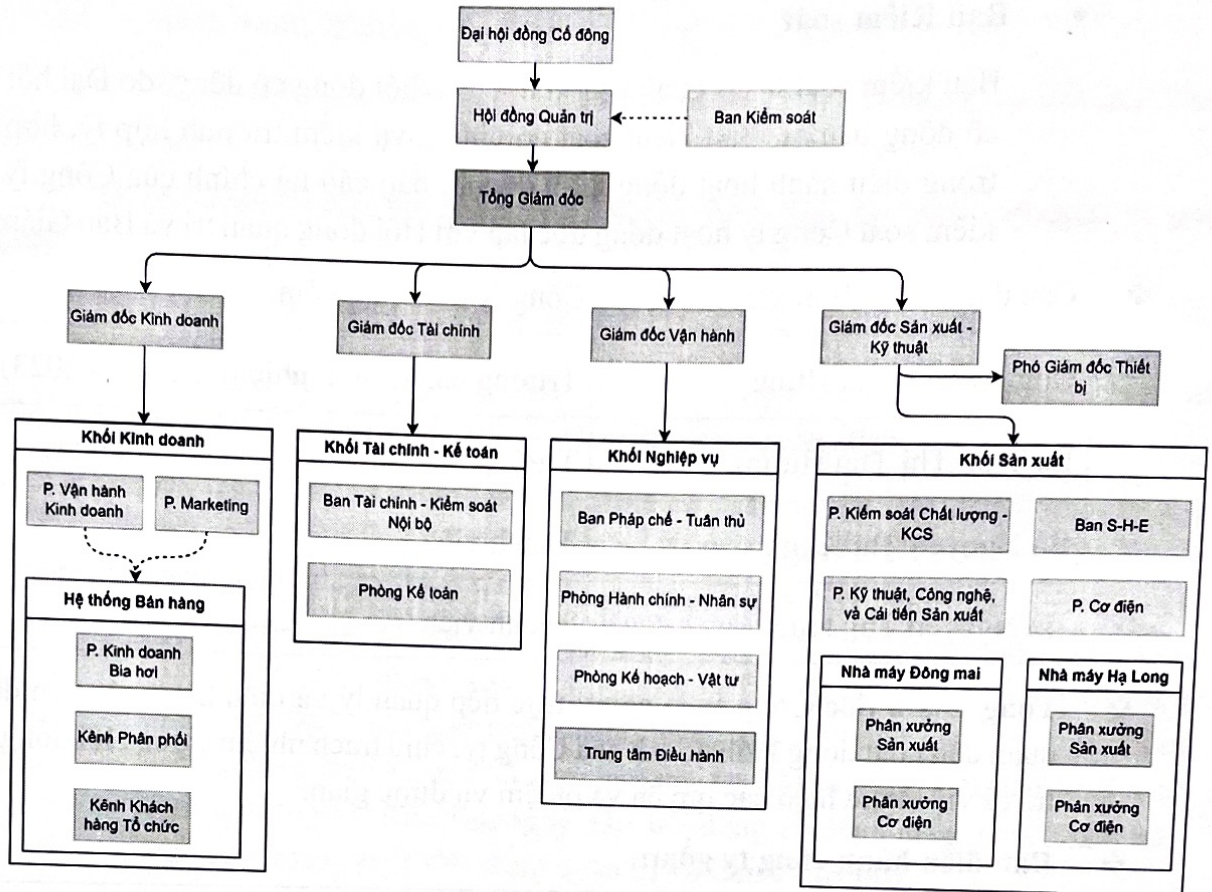 Đại hội đồng Cổ đông
Hội đồng Quản trị
Ban Kiểm soát
Tổng Giám đốc
Giám đốc Kinh doanh
Giám đốc Tài chính
Giám đốc Vận hành
Giám đốc Sản xuất -
Kỹ thuật
Phó Giám đốc Thiết
bị
Khối Kinh doanh
P. Vận hành
Kinh doanh
P. Marketing
Hệ thống Bán hàng
P. Kinh doanh
Bia hơi
Kênh Phân phối
Kênh Khách
hàng Tổ chức
Khối Tài chính - Kế toán
Ban Tài chính - Kiểm soát
Nội bộ
Phòng Kế toán
Khối Nghiệp vụ
Ban Pháp chế - Tuân thủ
Phòng Hành chính - Nhân sự
Phòng Kế hoạch - Vật tư
Trung tâm Điều hành
Khối Sản xuất
P. Kiểm soát Chất lượng -
KCS
Ban S-H-E
P. Kỹ thuật, Công nghệ,
và Cải tiến Sản xuất
P. Cơ điện
Nhà máy Đông mai
Phân xưởng
Sản xuất
Phân xưởng
Cơ điện
Nhà máy Hạ Long
Phân xưởng
Sản xuất
Phân xưởng
Cơ điện